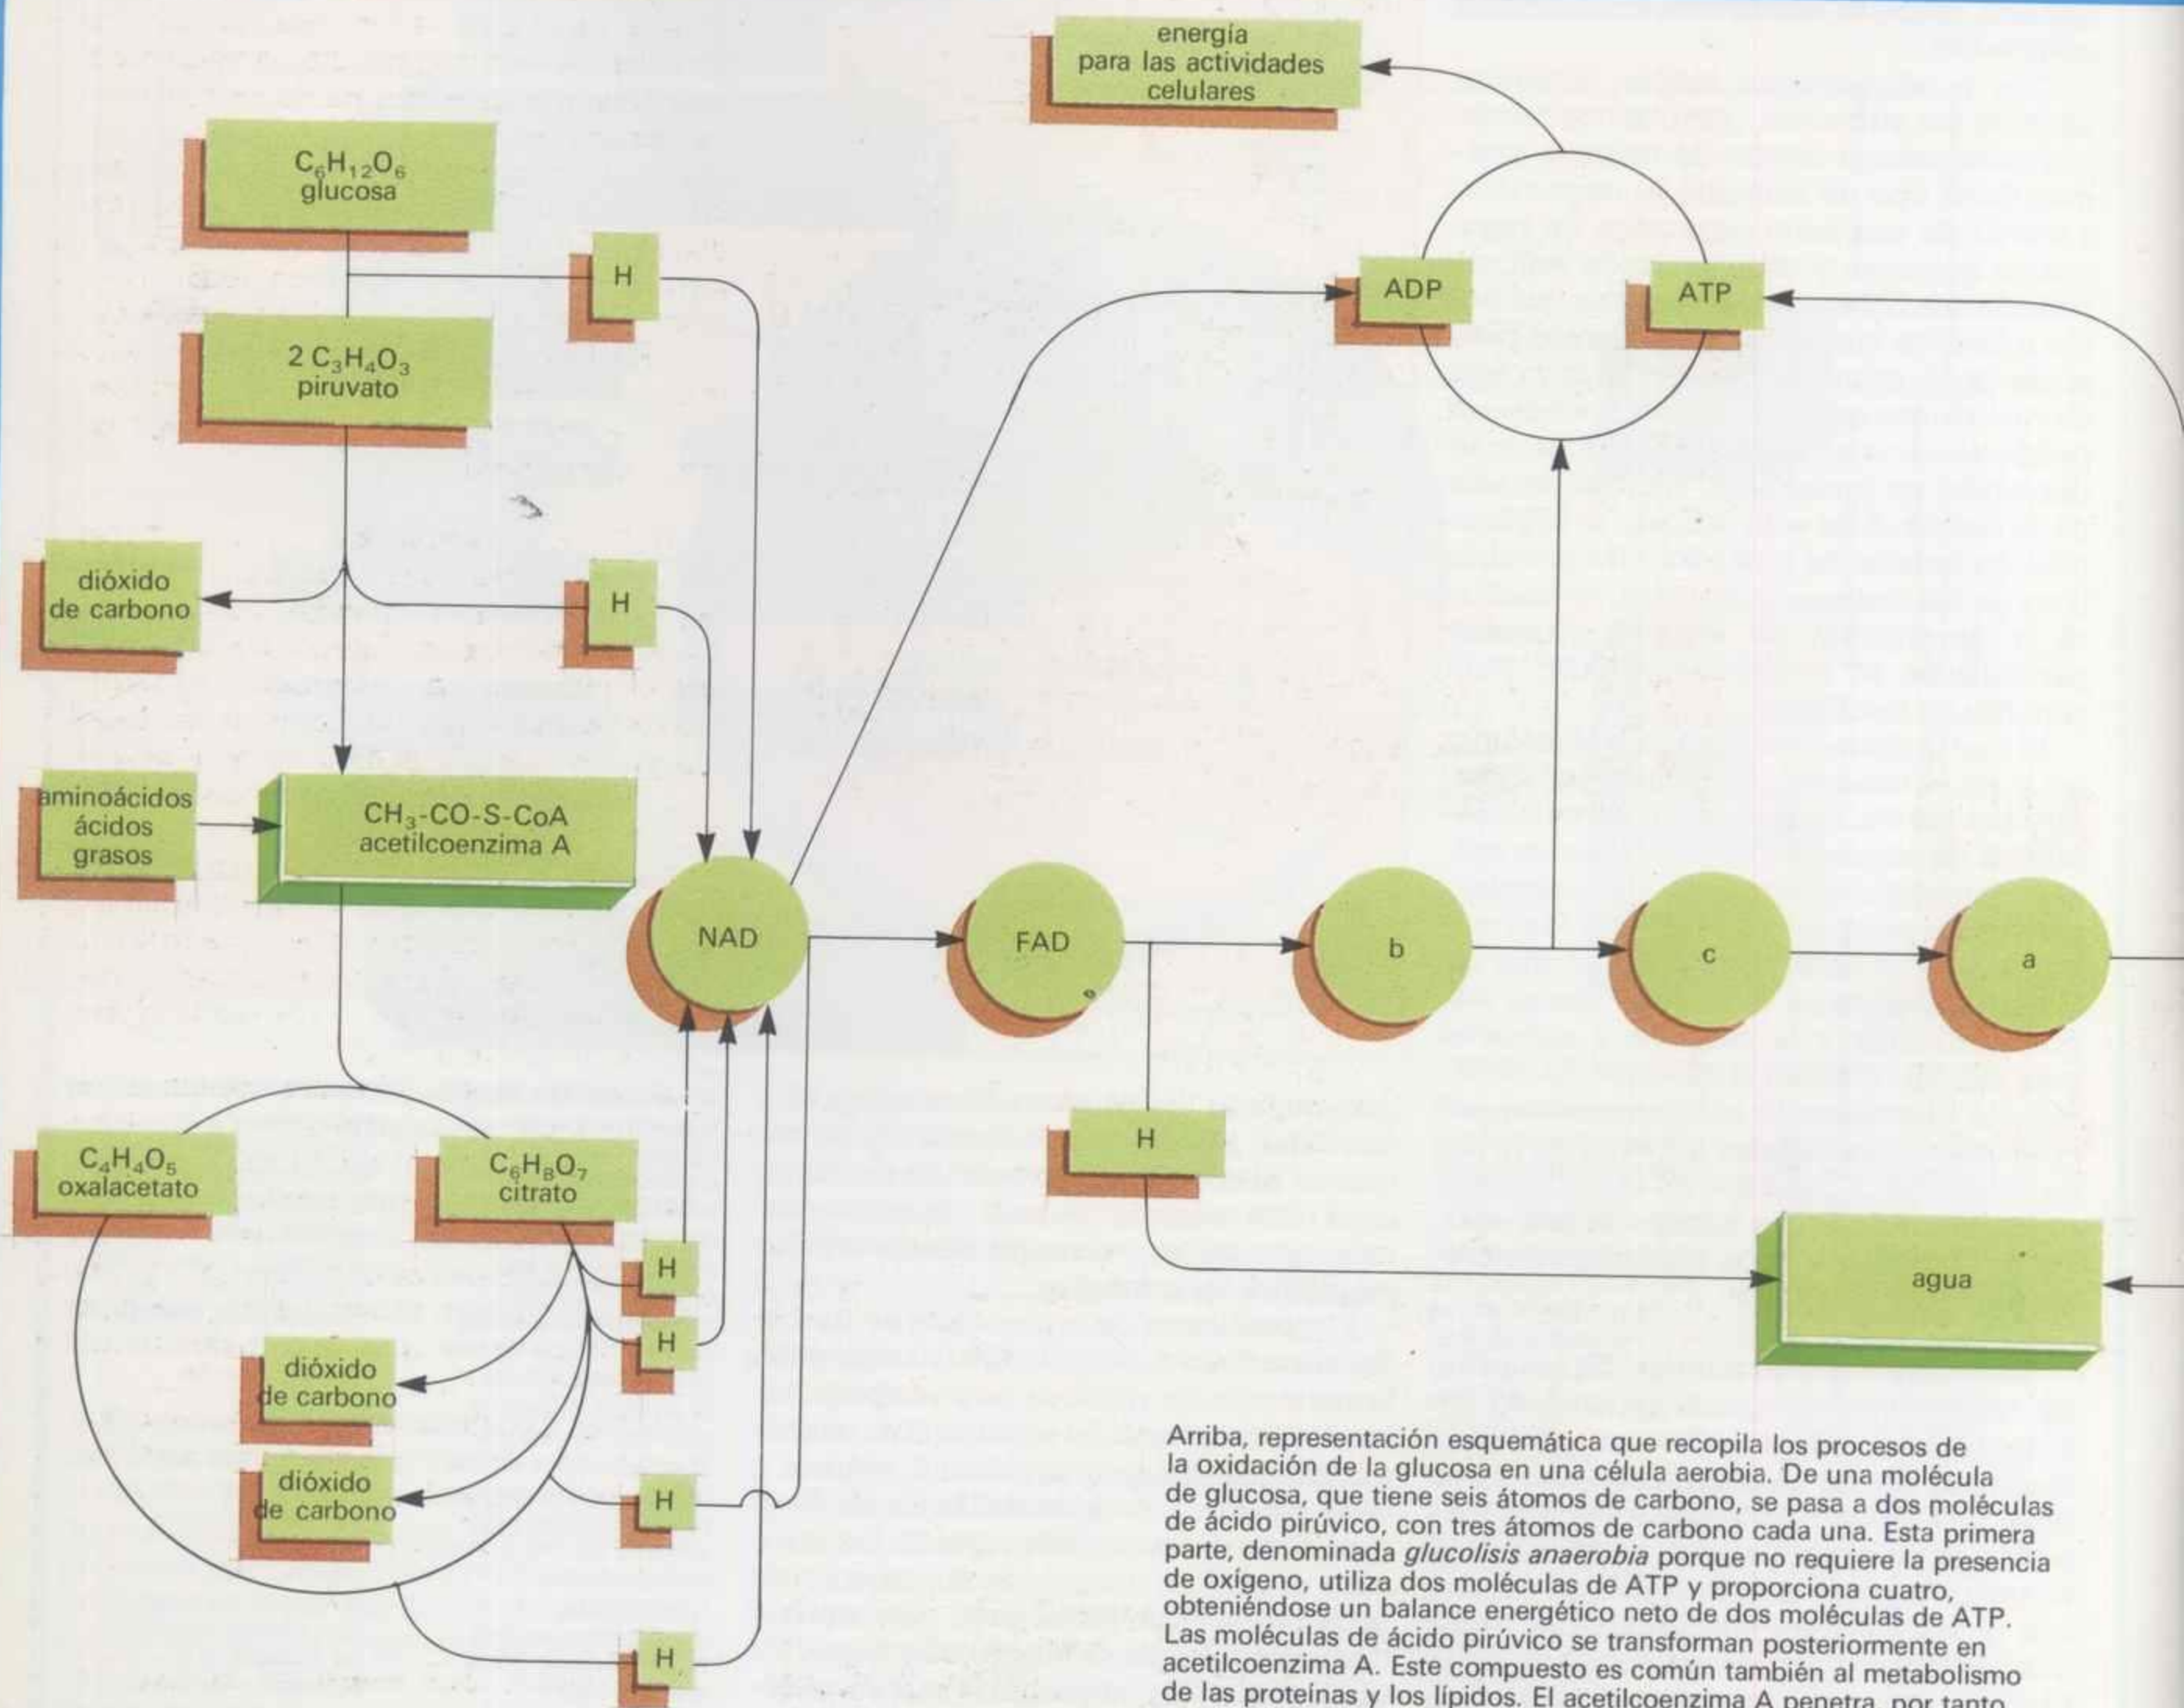 energía
para las actividades
celulares
C₆H₁₂O₆
glucosa
H
ADP
ATP
2 C₃H₄O₃
piruvato
dióxido
de carbono
H
aminoácidos
ácidos
grasos
CH₃-CO-S-CoA
acetilcoenzima A
NAD
FAD
b
c
a
C₄H₄O₅
oxalacetato
C₆H₈O₇
citrato
H
H
H
dióxido
de carbono
dióxido
de carbono
H
H
agua
Arriba, representación esquemática que recopila los procesos de
la oxidación de la glucosa en una célula aerobia. De una molécula
de glucosa, que tiene seis átomos de carbono, se pasa a dos moléculas
de ácido pirúvico, con tres átomos de carbono cada una. Esta primera
parte, denominada glucolisis anaerobia porque no requiere la presencia
de oxígeno, utiliza dos moléculas de ATP y proporciona cuatro,
obteniéndose un balance energético neto de dos moléculas de ATP.
Las moléculas de ácido pirúvico se transforman posteriormente en
acetilcoenzima A. Este compuesto es común también al metabolismo
de las proteínas y los lípidos. El acetilcoenzima A penetra, por tanto,